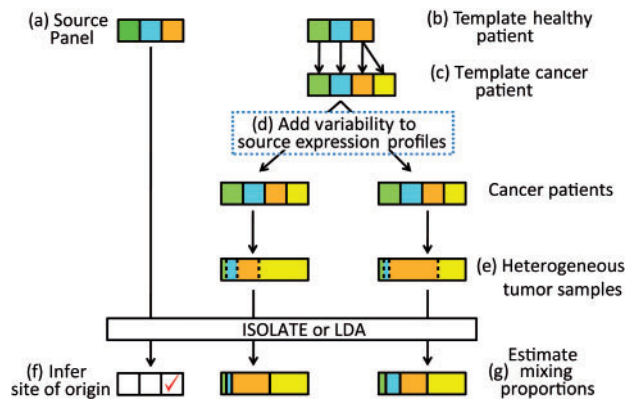 (a) Source
Panel
(b) Template healthy
patient
(c) Template cancer
patient
(d) Add variability to
source expression profiles
Cancer patients
(e) Heterogeneous
tumor samples
ISOLATE or LDA
(f) Infer
site of origin
Estimate
(g) mixing
proportions